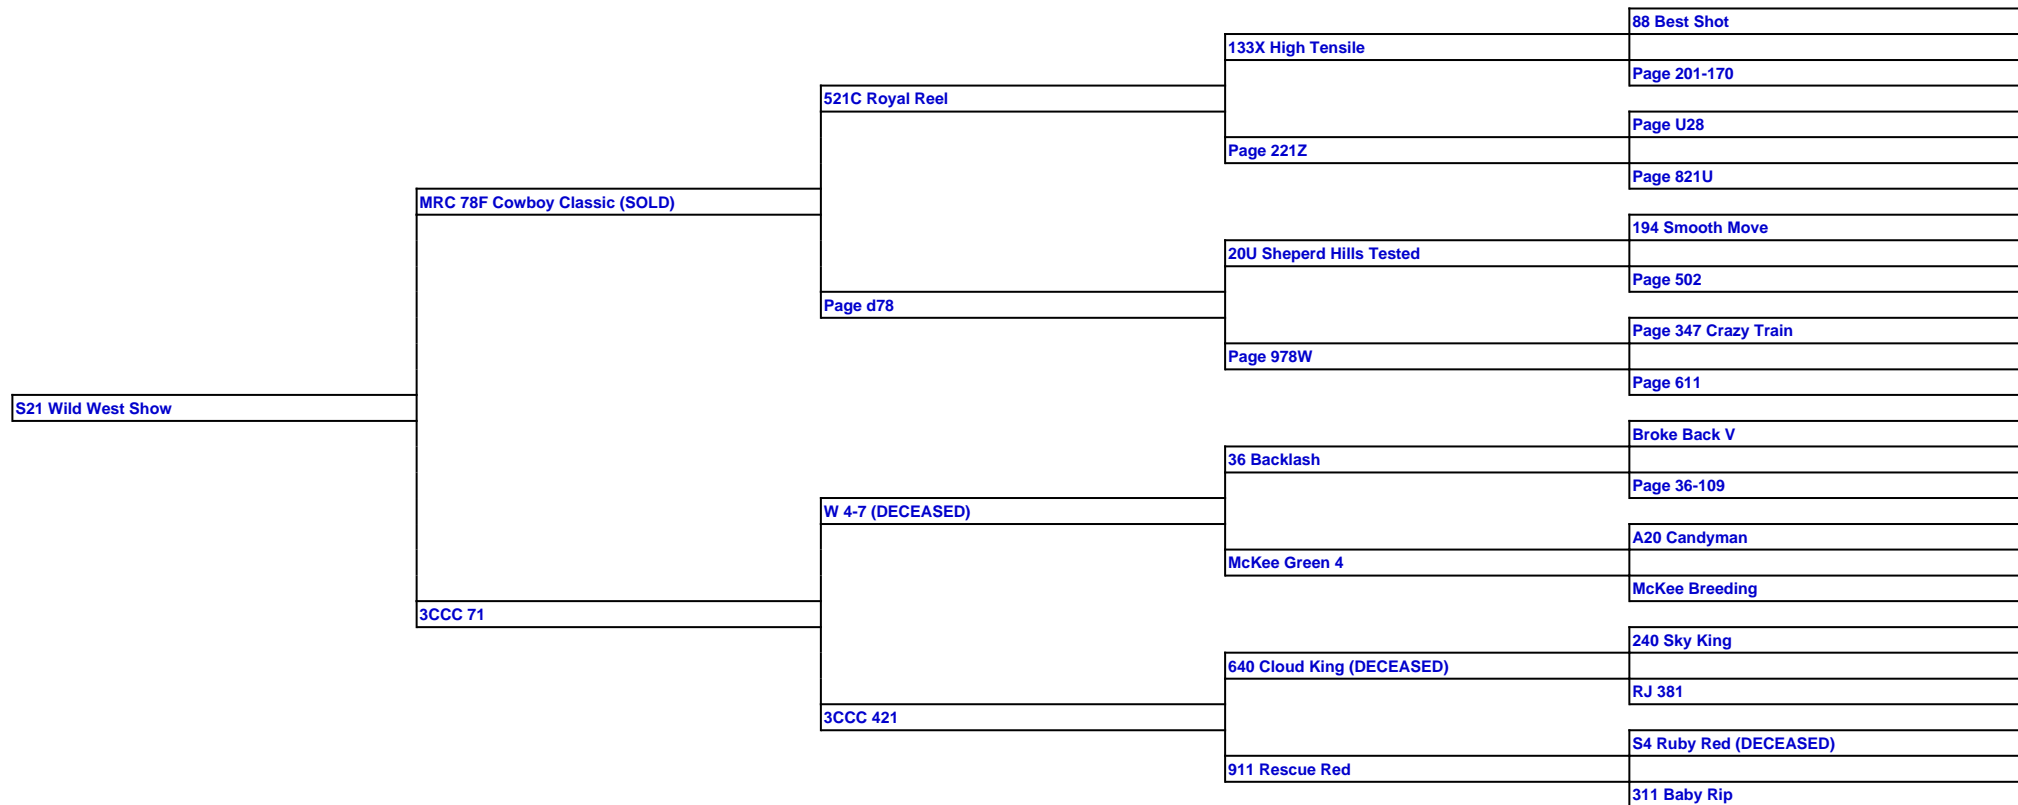 88 Best Shot
133X High Tensile
Page 201-170
521C Royal Reel
Page U28
Page 221Z
Page 821U
MRC 78F Cowboy Classic (SOLD)
194 Smooth Move
20U Sheperd Hills Tested
Page 502
Page d78
Page 347 Crazy Train
Page 978W
Page 611
S21 Wild West Show
Broke Back V
36 Backlash
Page 36-109
W 4-7 (DECEASED)
A20 Candyman
McKee Green 4
McKee Breeding
3CCC 71
240 Sky King
640 Cloud King (DECEASED)
RJ 381
3CCC 421
S4 Ruby Red (DECEASED)
911 Rescue Red
311 Baby Rip